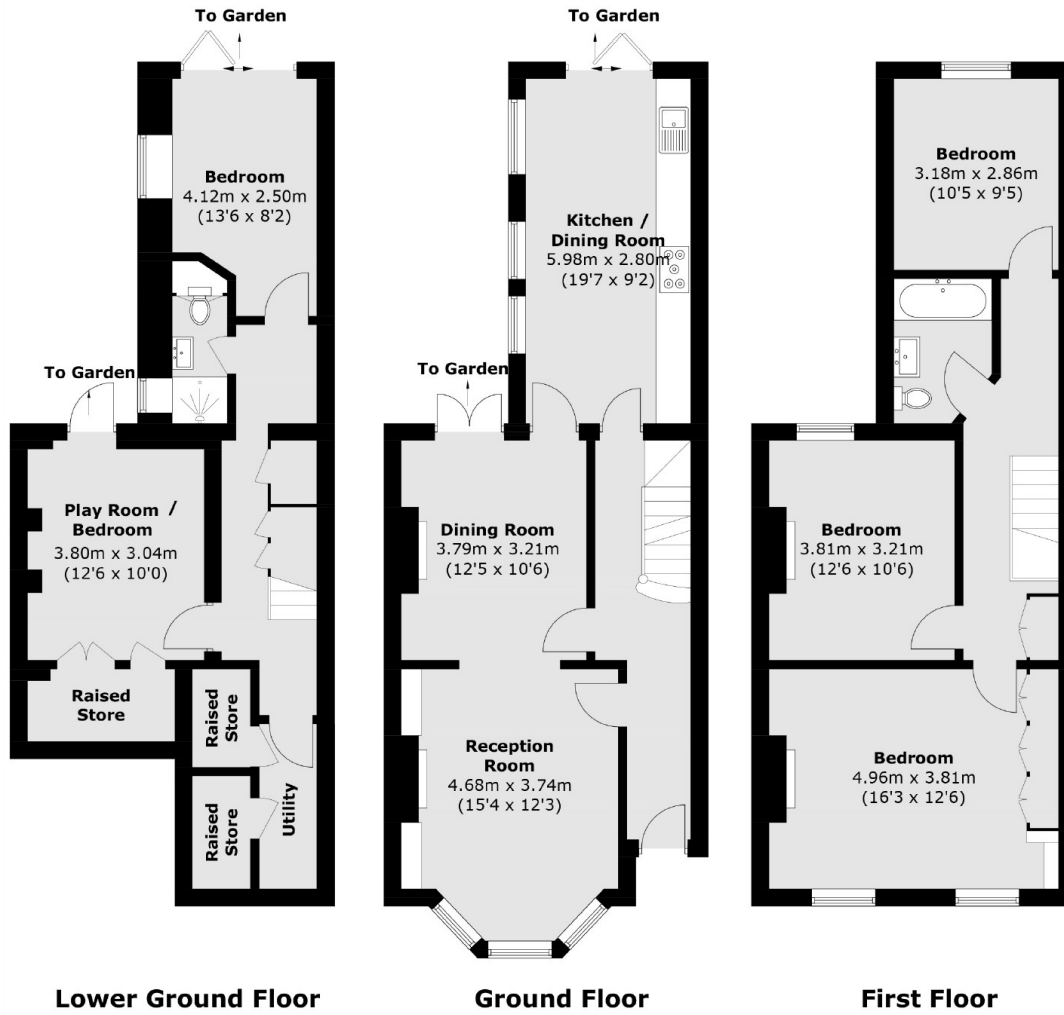 To Garden
Bedroom
4.12m x 2.50m
(13'6 x 8'2)
To Garden
Play Room /
Bedroom
3.80m x 3.04m
(12'6 x 10'0)
Raised
Store
Raised
Store
Raised
Store
Utility
Lower Ground Floor
To Garden
Kitchen /
Dining Room
5.98m x 2.80m
(19'7 x 9'2)
To Garden
Dining Room
3.79m x 3.21m
(12'5 x 10'6)
Reception
Room
4.68m x 3.74m
(15'4 x 12'3)
Ground Floor
Bedroom
3.18m x 2.86m
(10'5 x 9'5)
Bedroom
3.81m x 3.21m
(12'6 x 10'6)
Bedroom
4.96m x 3.81m
(16'3 x 12'6)
First Floor